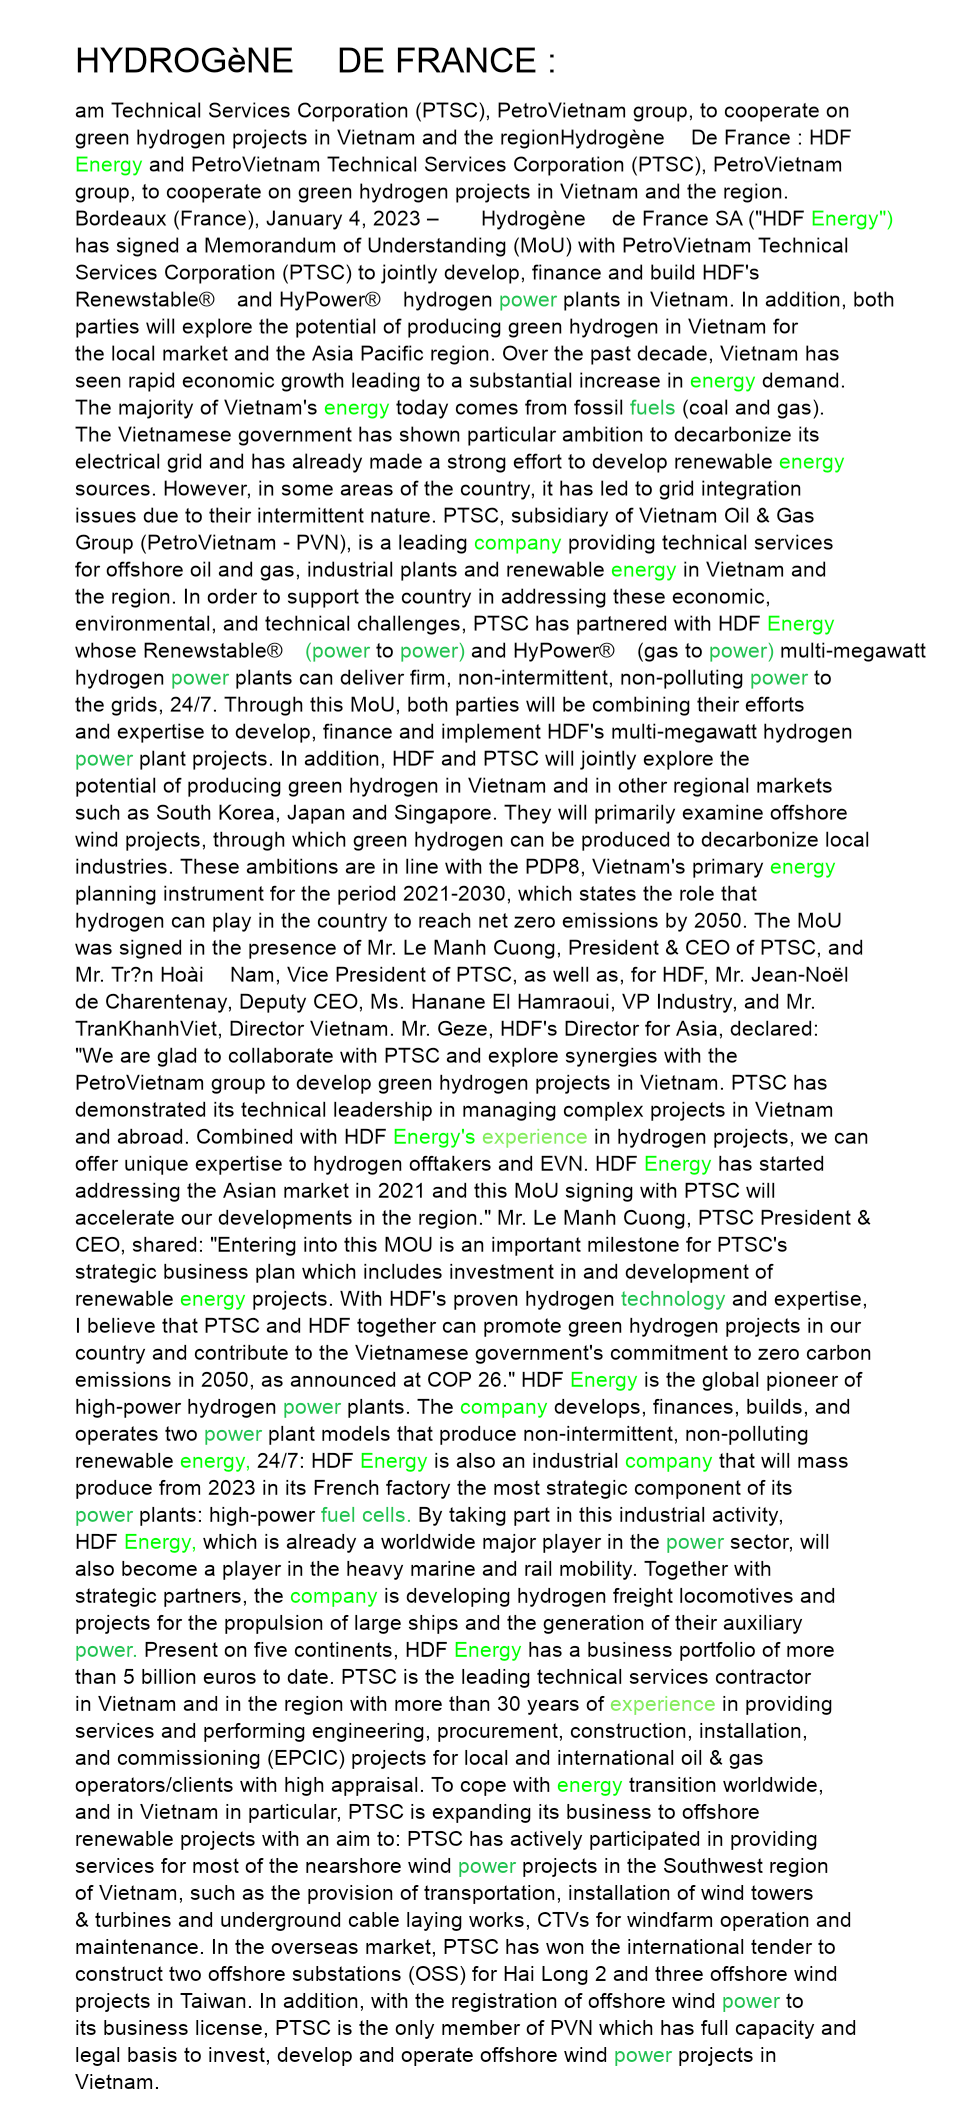 HYDROGèNE DE FRANCE :
am Technical Services Corporation (PTSC), PetroVietnam group, to cooperate on
green hydrogen projects in Vietnam and the regionHydrogène De France : HDF
Energy and PetroVietnam Technical Services Corporation (PTSC), PetroVietnam
group, to cooperate on green hydrogen projects in Vietnam and the region.
Bordeaux (France), January 4, 2023 – Hydrogène de France SA ("HDF Energy")
has signed a Memorandum of Understanding (MoU) with PetroVietnam Technical
Services Corporation (PTSC) to jointly develop, finance and build HDF's
Renewstable® and HyPower® hydrogen power plants in Vietnam. In addition, both
parties will explore the potential of producing green hydrogen in Vietnam for
the local market and the Asia Pacific region. Over the past decade, Vietnam has
seen rapid economic growth leading to a substantial increase in energy demand.
The majority of Vietnam's energy today comes from fossil fuels (coal and gas).
The Vietnamese government has shown particular ambition to decarbonize its
electrical grid and has already made a strong effort to develop renewable energy
sources. However, in some areas of the country, it has led to grid integration
issues due to their intermittent nature. PTSC, subsidiary of Vietnam Oil & Gas
Group (PetroVietnam - PVN), is a leading company providing technical services
for offshore oil and gas, industrial plants and renewable energy in Vietnam and
the region. In order to support the country in addressing these economic,
environmental, and technical challenges, PTSC has partnered with HDF Energy
whose Renewstable® (power to power) and HyPower® (gas to power) multi-megawatt
hydrogen power plants can deliver firm, non-intermittent, non-polluting power to
the grids, 24/7. Through this MoU, both parties will be combining their efforts
and expertise to develop, finance and implement HDF's multi-megawatt hydrogen
power plant projects. In addition, HDF and PTSC will jointly explore the
potential of producing green hydrogen in Vietnam and in other regional markets
such as South Korea, Japan and Singapore. They will primarily examine offshore
wind projects, through which green hydrogen can be produced to decarbonize local
industries. These ambitions are in line with the PDP8, Vietnam's primary energy
planning instrument for the period 2021-2030, which states the role that
hydrogen can play in the country to reach net zero emissions by 2050. The MoU
was signed in the presence of Mr. Le Manh Cuong, President & CEO of PTSC, and
Mr. Tr?n Hoài Nam, Vice President of PTSC, as well as, for HDF, Mr. Jean-Noël
de Charentenay, Deputy CEO, Ms. Hanane El Hamraoui, VP Industry, and Mr.
TranKhanhViet, Director Vietnam. Mr. Geze, HDF's Director for Asia, declared:
"We are glad to collaborate with PTSC and explore synergies with the
PetroVietnam group to develop green hydrogen projects in Vietnam. PTSC has
demonstrated its technical leadership in managing complex projects in Vietnam
and abroad. Combined with HDF Energy's experience in hydrogen projects, we can
offer unique expertise to hydrogen offtakers and EVN. HDF Energy has started
addressing the Asian market in 2021 and this MoU signing with PTSC will
accelerate our developments in the region." Mr. Le Manh Cuong, PTSC President &
CEO, shared: "Entering into this MOU is an important milestone for PTSC's
strategic business plan which includes investment in and development of
renewable energy projects. With HDF's proven hydrogen technology and expertise,
I believe that PTSC and HDF together can promote green hydrogen projects in our
country and contribute to the Vietnamese government's commitment to zero carbon
emissions in 2050, as announced at COP 26." HDF Energy is the global pioneer of
high-power hydrogen power plants. The company develops, finances, builds, and
operates two power plant models that produce non-intermittent, non-polluting
renewable energy, 24/7: HDF Energy is also an industrial company that will mass
produce from 2023 in its French factory the most strategic component of its
power plants: high-power fuel cells. By taking part in this industrial activity,
HDF Energy, which is already a worldwide major player in the power sector, will
also become a player in the heavy marine and rail mobility. Together with
strategic partners, the company is developing hydrogen freight locomotives and
projects for the propulsion of large ships and the generation of their auxiliary
power. Present on five continents, HDF Energy has a business portfolio of more
than 5 billion euros to date. PTSC is the leading technical services contractor
in Vietnam and in the region with more than 30 years of experience in providing
services and performing engineering, procurement, construction, installation,
and commissioning (EPCIC) projects for local and international oil & gas
operators/clients with high appraisal. To cope with energy transition worldwide,
and in Vietnam in particular, PTSC is expanding its business to offshore
renewable projects with an aim to: PTSC has actively participated in providing
services for most of the nearshore wind power projects in the Southwest region
of Vietnam, such as the provision of transportation, installation of wind towers
& turbines and underground cable laying works, CTVs for windfarm operation and
maintenance. In the overseas market, PTSC has won the international tender to
construct two offshore substations (OSS) for Hai Long 2 and three offshore wind
projects in Taiwan. In addition, with the registration of offshore wind power to
its business license, PTSC is the only member of PVN which has full capacity and
legal basis to invest, develop and operate offshore wind power projects in
Vietnam.